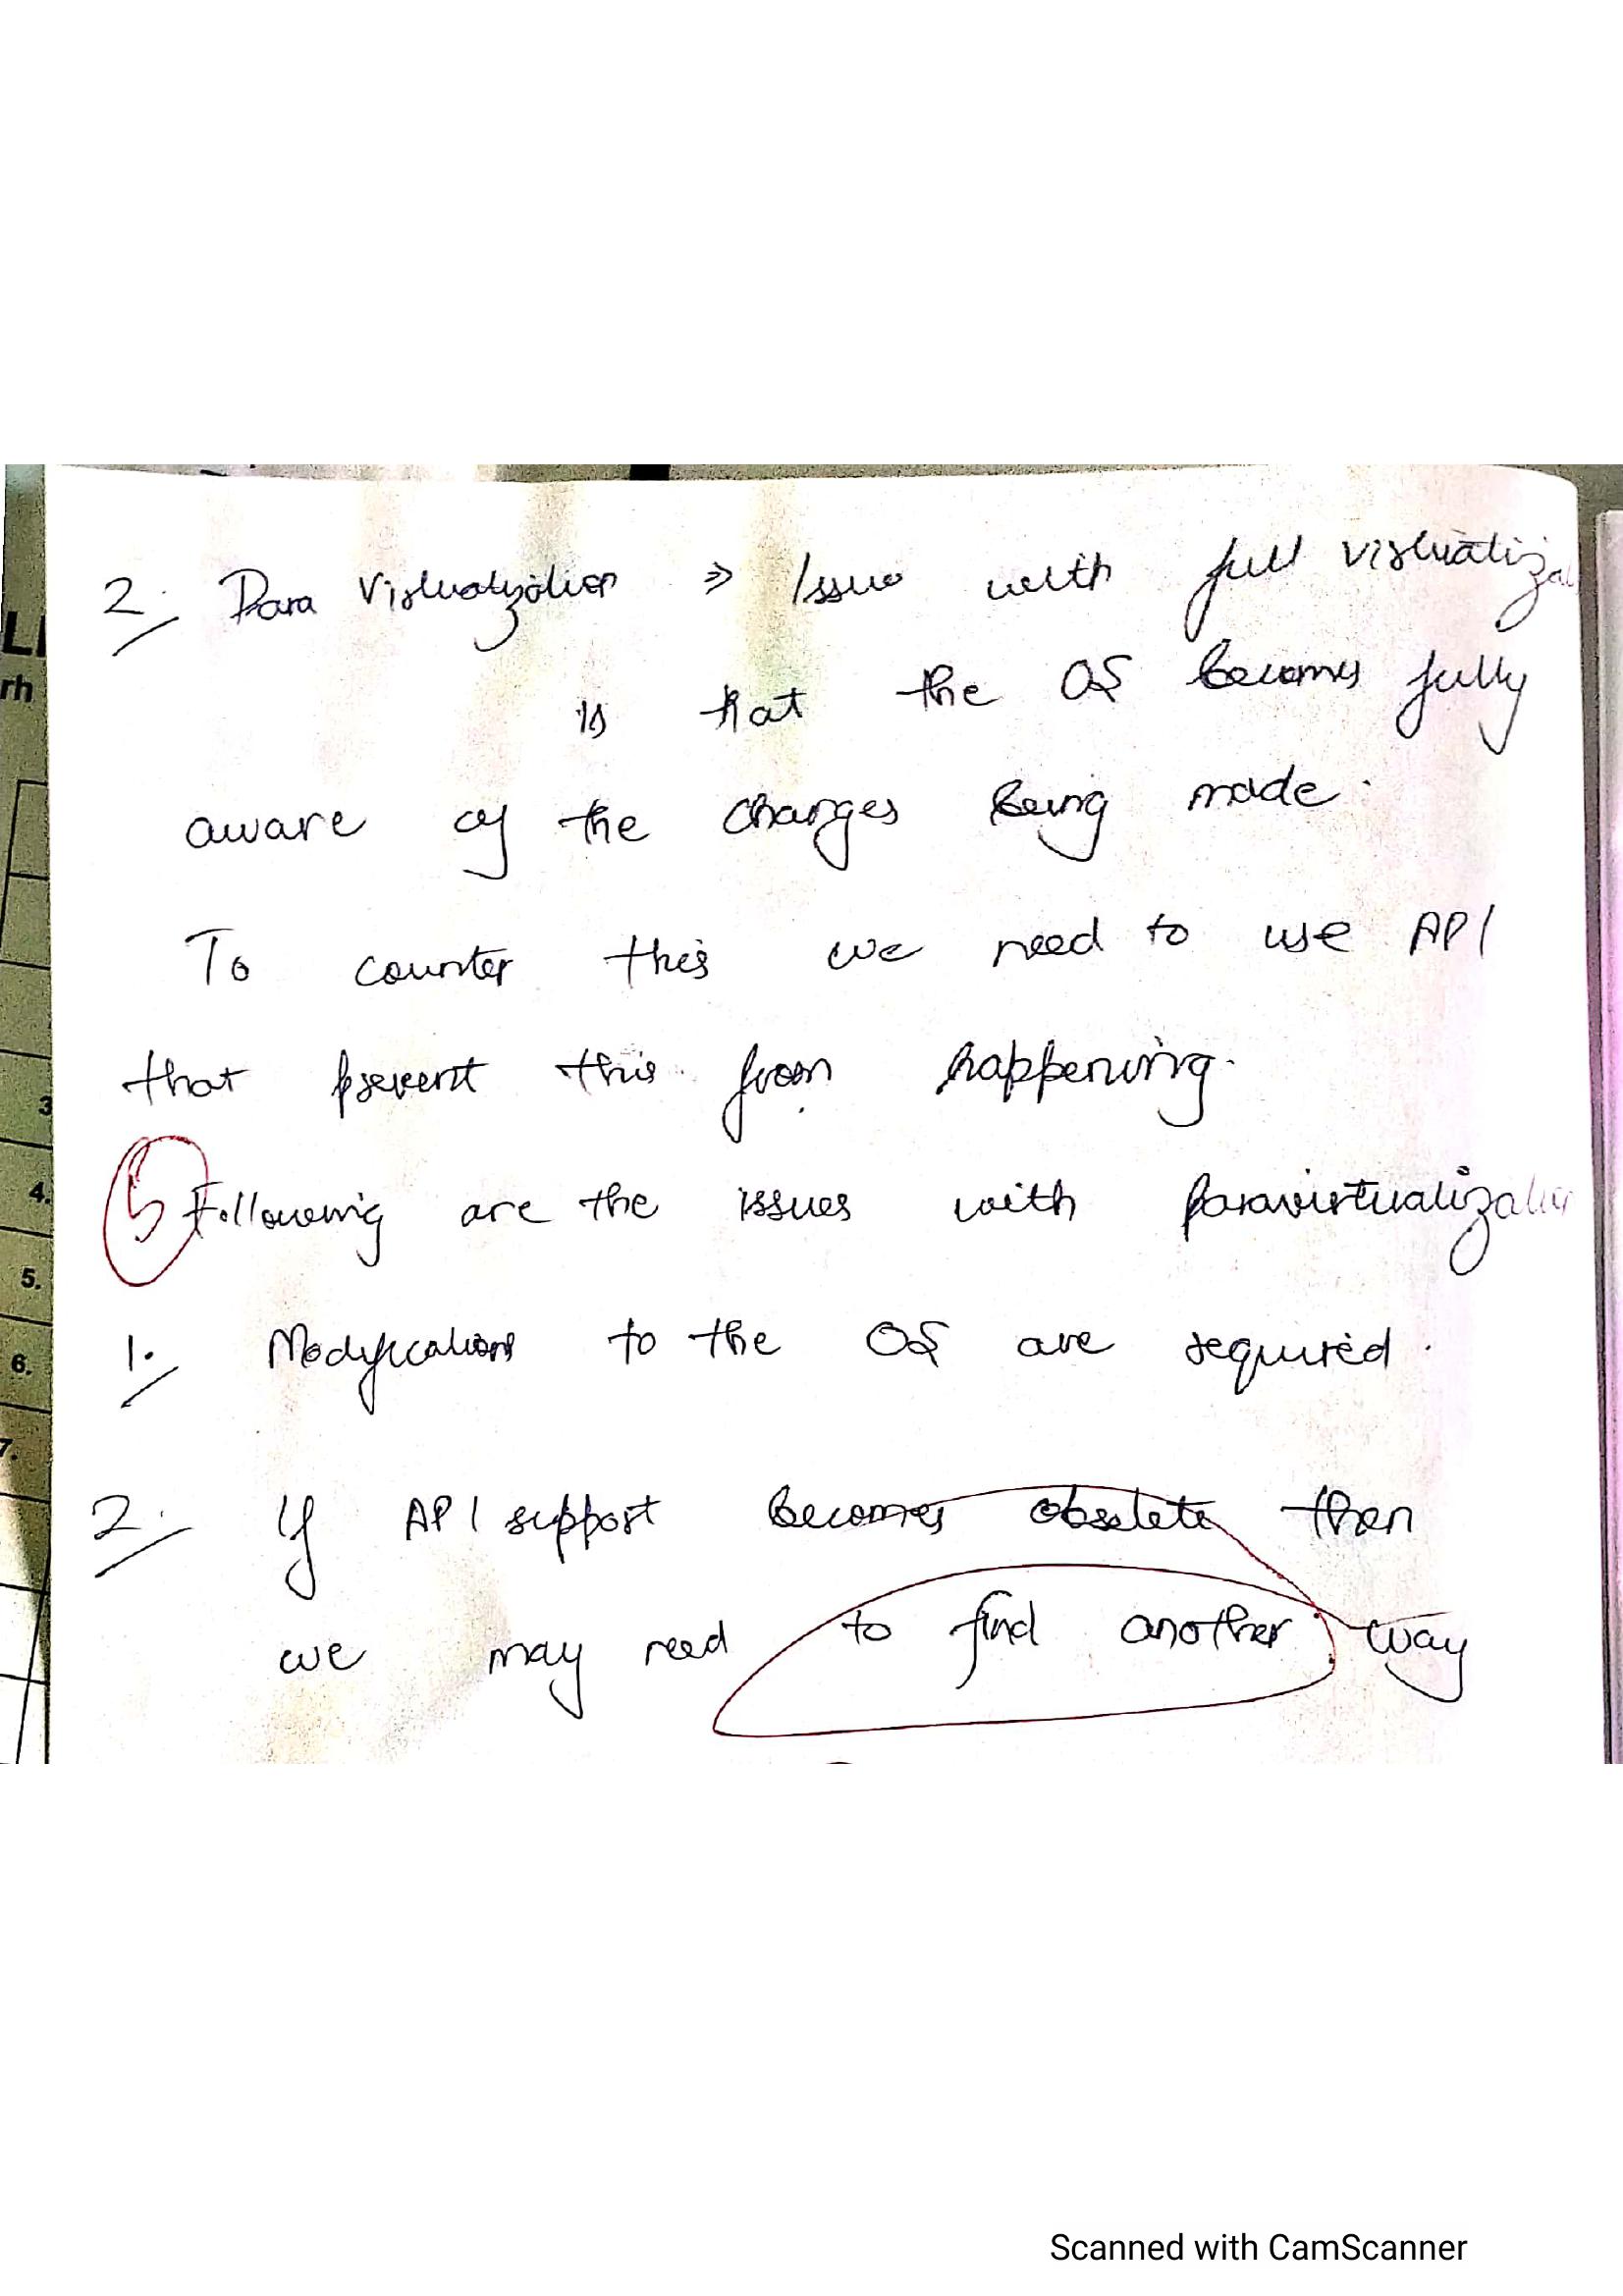 2. Para Virtualization => Issue with full virtualiza
is that the OS becomes fully
aware of the changes being made.
To counter this we need to use API
that prevent this from happening.
5 Following are the issues with paravirtualization
1. Modifications to the OS are required.
2. If API support becomes obselete then
we may need to find another way
LI
rh
3
4.
5.
6.
7.
Scanned with CamScanner